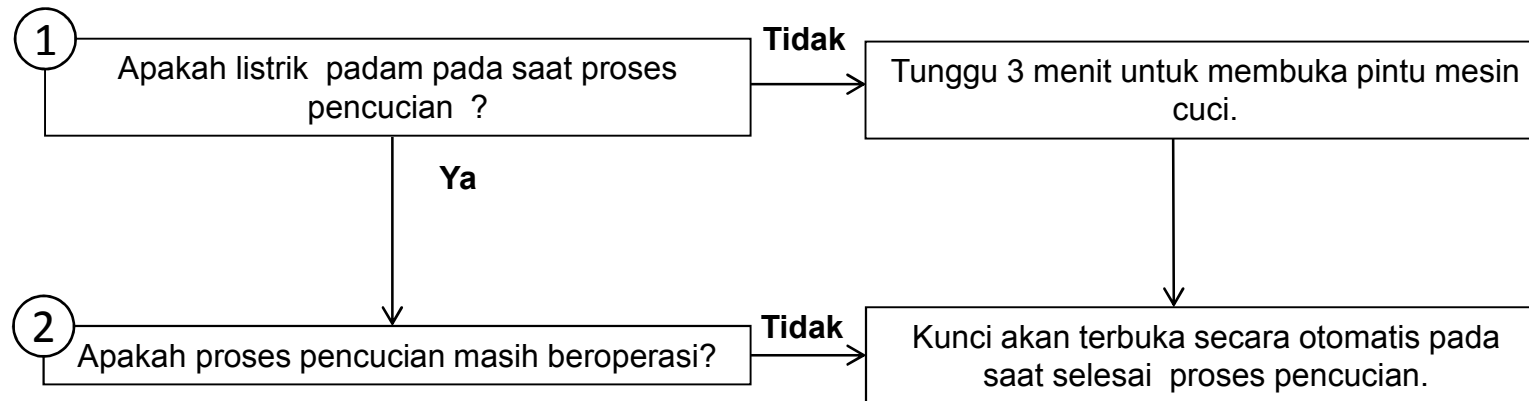 1
Apakah listrik  padam pada saat proses
pencucian  ?
Tidak
Tunggu 3 menit untuk membuka pintu mesin
cuci.
Ya
2
Apakah proses pencucian masih beroperasi?
Tidak
Kunci akan terbuka secara otomatis pada
saat selesai  proses pencucian.